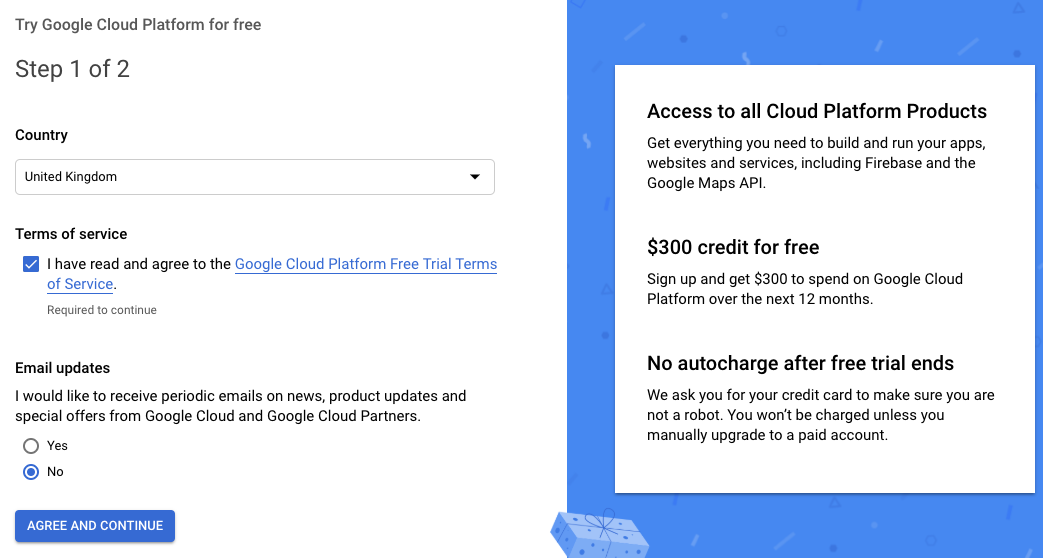 Try Google Cloud Platform for free
Step 1 of 2
Country
United Kingdom
Terms of service
I have read and agree to the Google Cloud Platform Free Trial Terms
of Service.
Required to continue
Email updates
I would like to receive periodic emails on news, product updates and
special offers from Google Cloud and Google Cloud Partners.
Yes
No
AGREE AND CONTINUE
Access to all Cloud Platform Products
Get everything you need to build and run your apps,
websites and services, including Firebase and the
Google Maps API.
$300 credit for free
Sign up and get $300 to spend on Google Cloud
Platform over the next 12 months.
No autocharge after free trial ends
We ask you for your credit card to make sure you are
not a robot. You won’t be charged unless you
manually upgrade to a paid account.